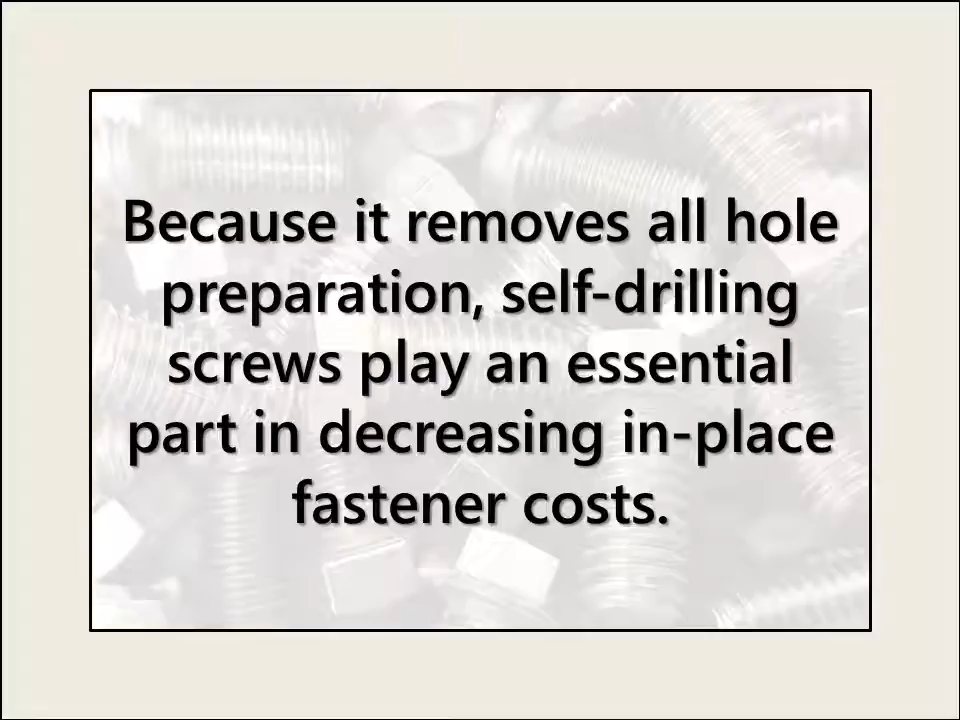 Because it removes all hole
preparation, self-drilling
screws play an essential
part in decreasing in-place
fastener costs.